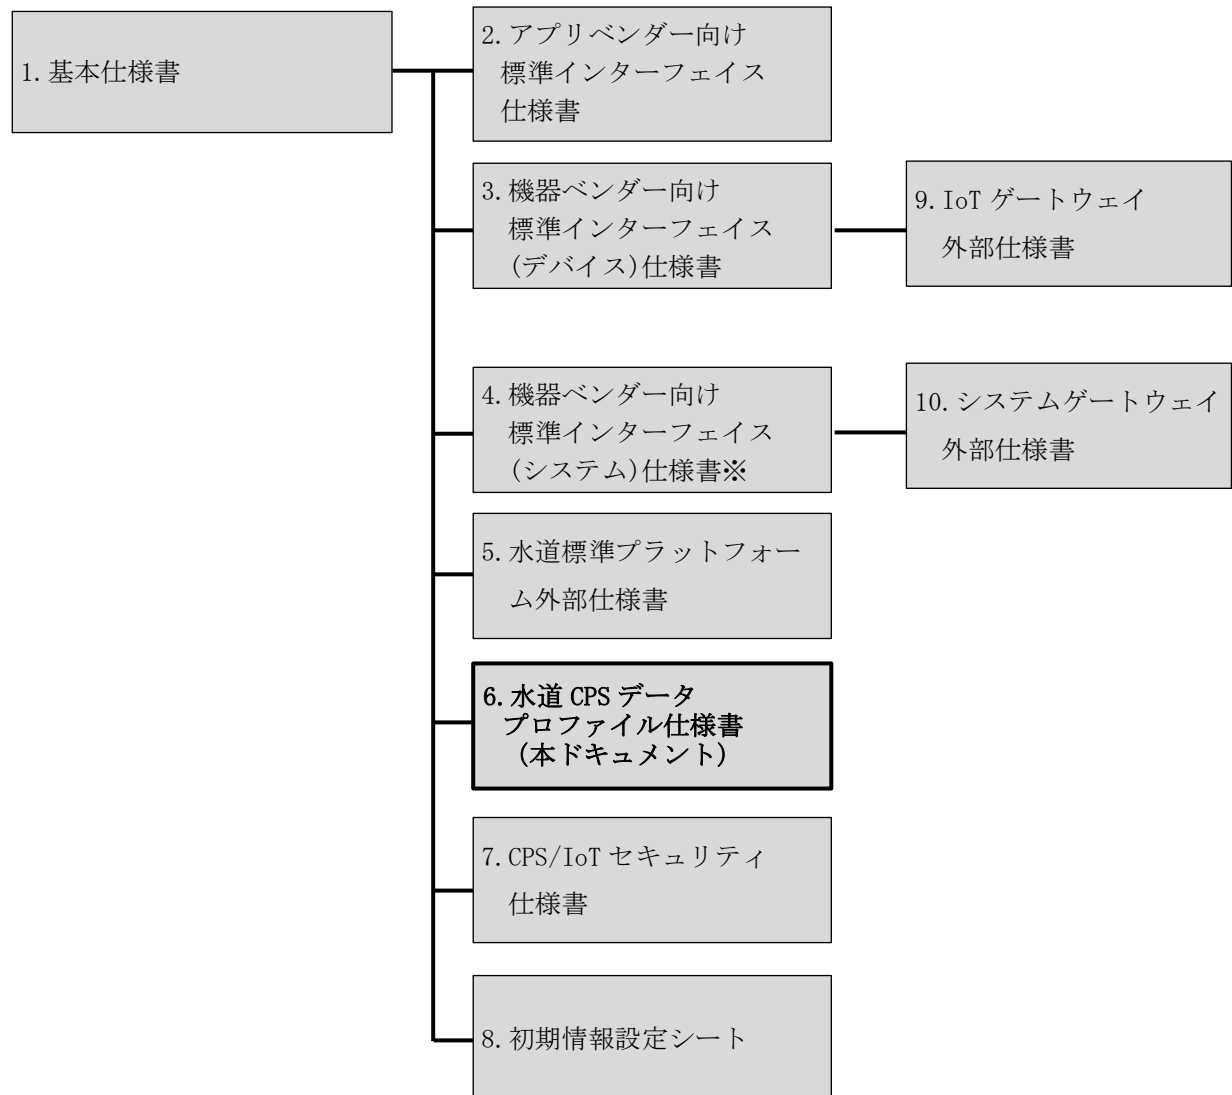 1.基本仕様書
2.アプリベンダー向け
標準インターフェイス
仕様書
3.機器ベンダー向け
標準インターフェイス
(デバイス)仕様書
9.IoT ゲートウェイ
外部仕様書
4.機器ベンダー向け
標準インターフェイス
(システム)仕様書※
10.システムゲートウェイ
外部仕様書
5.水道標準プラットフォー
ム外部仕様書
6.水道 CPS データ
プロファイル仕様書
(本ドキュメント)
7.CPS/IoT セキュリティ
仕様書
8.初期情報設定シート